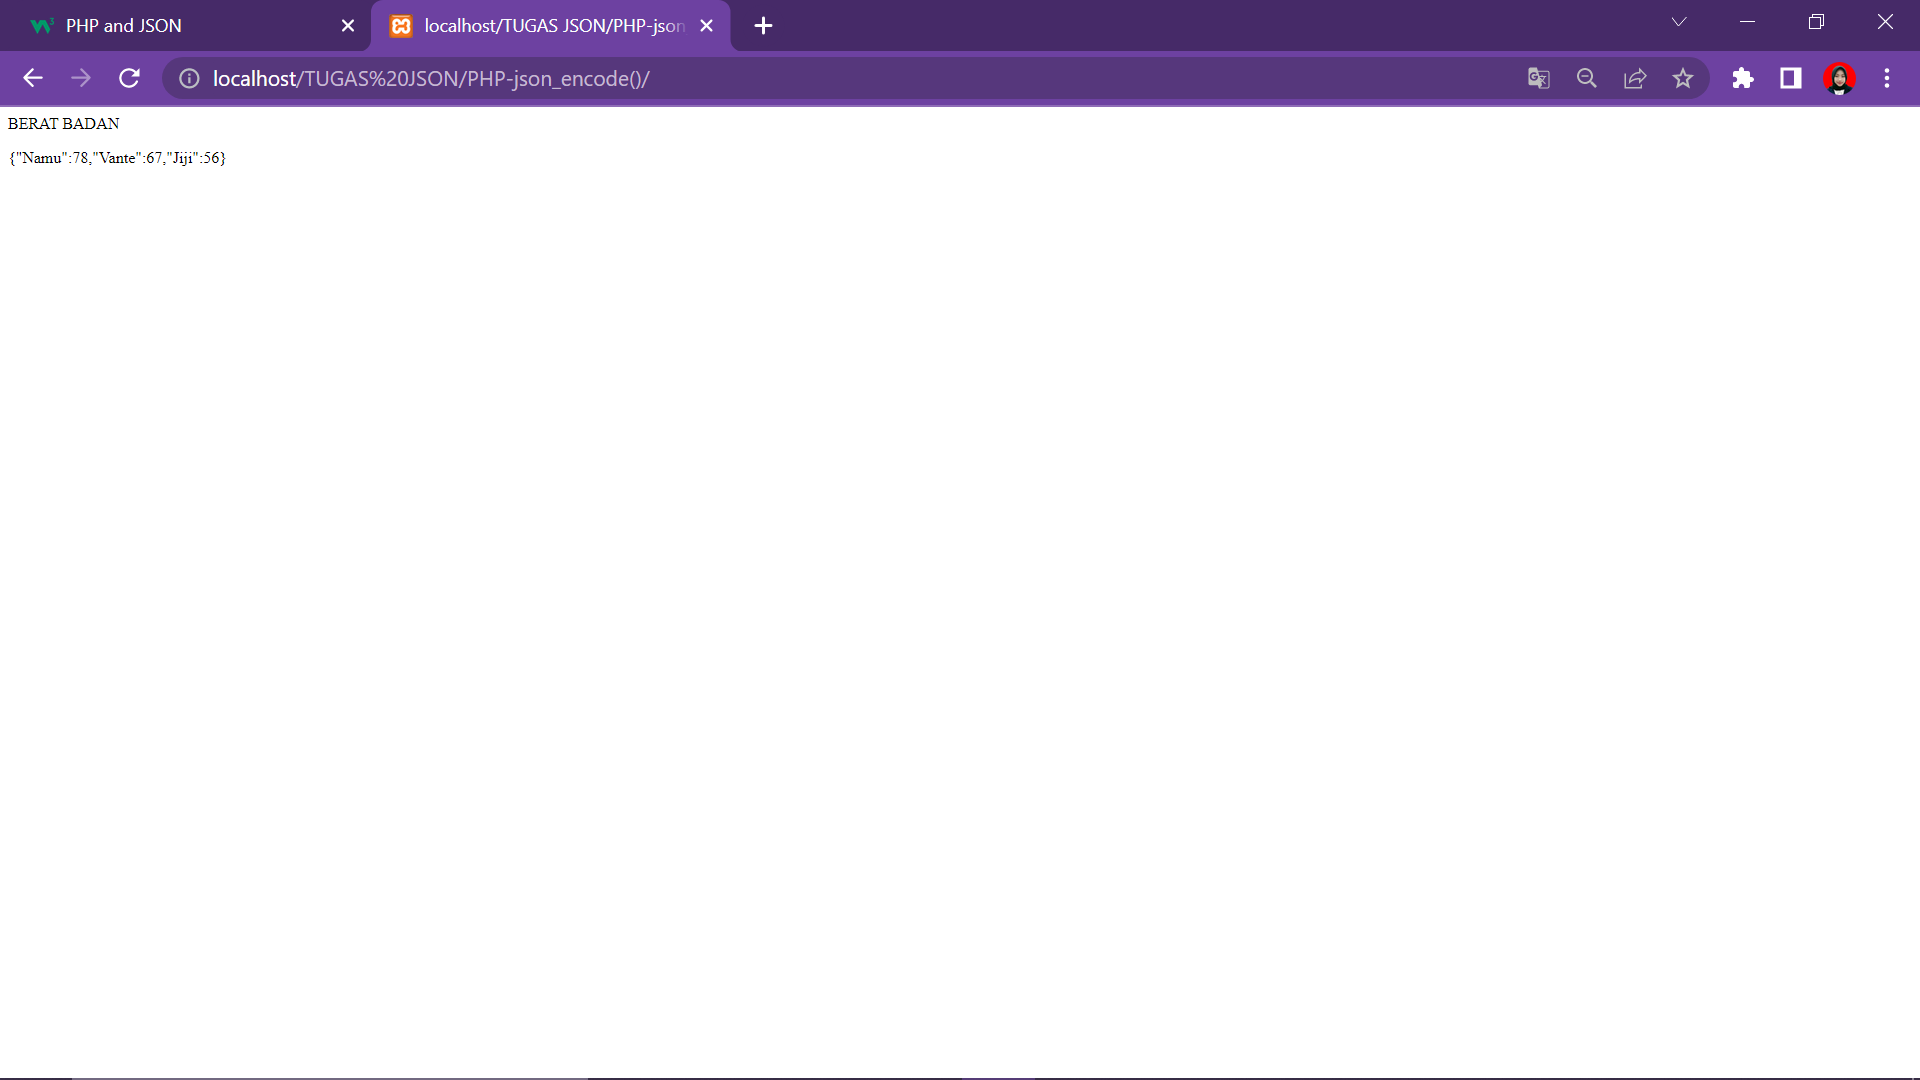 PHP and JSON
localhost/TUGAS JSON/PHP-json
localhost/TUGAS%20JSON/PHP-json_encode()/
BERAT BADAN
{"Namu":78,"Vante":67,"Jiji":56}